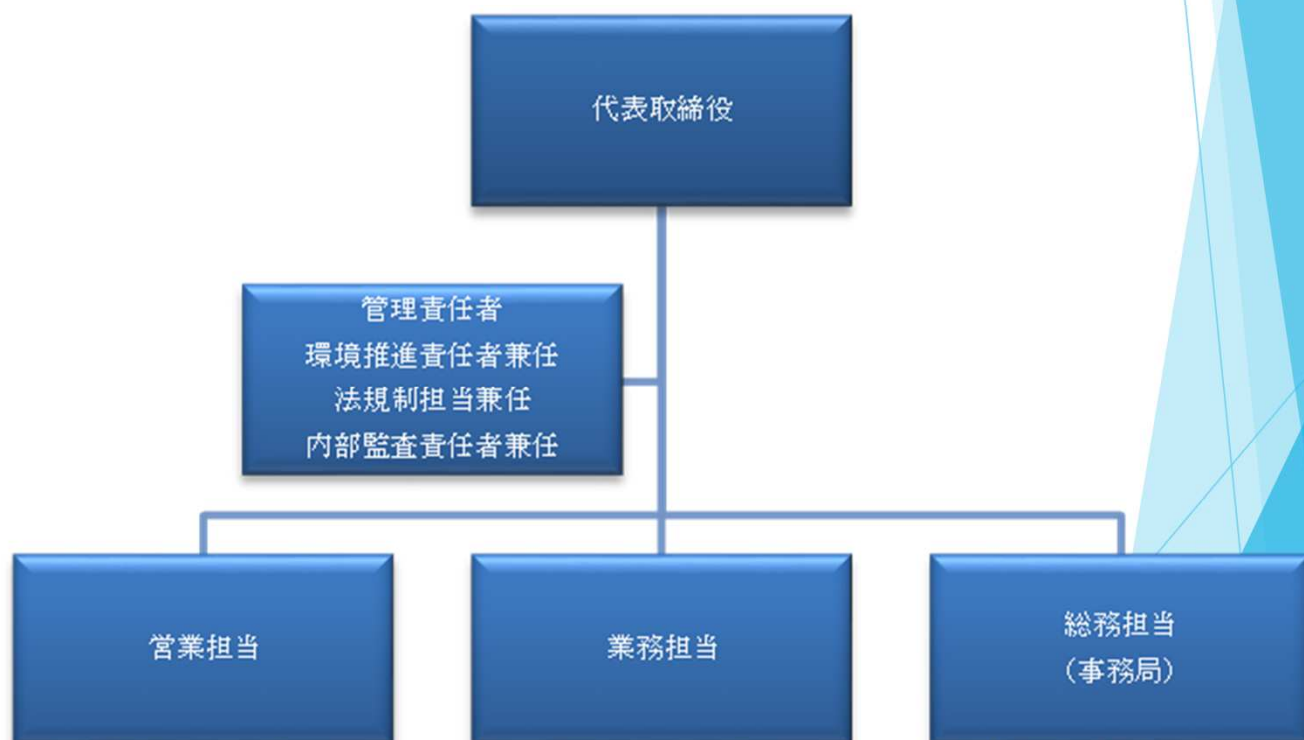 代表取締役
管理責任者
環境推進責任者兼任
法規制担当兼任
内部監査責任者兼任
営業担当
業務担当
総務担当
(事務局)